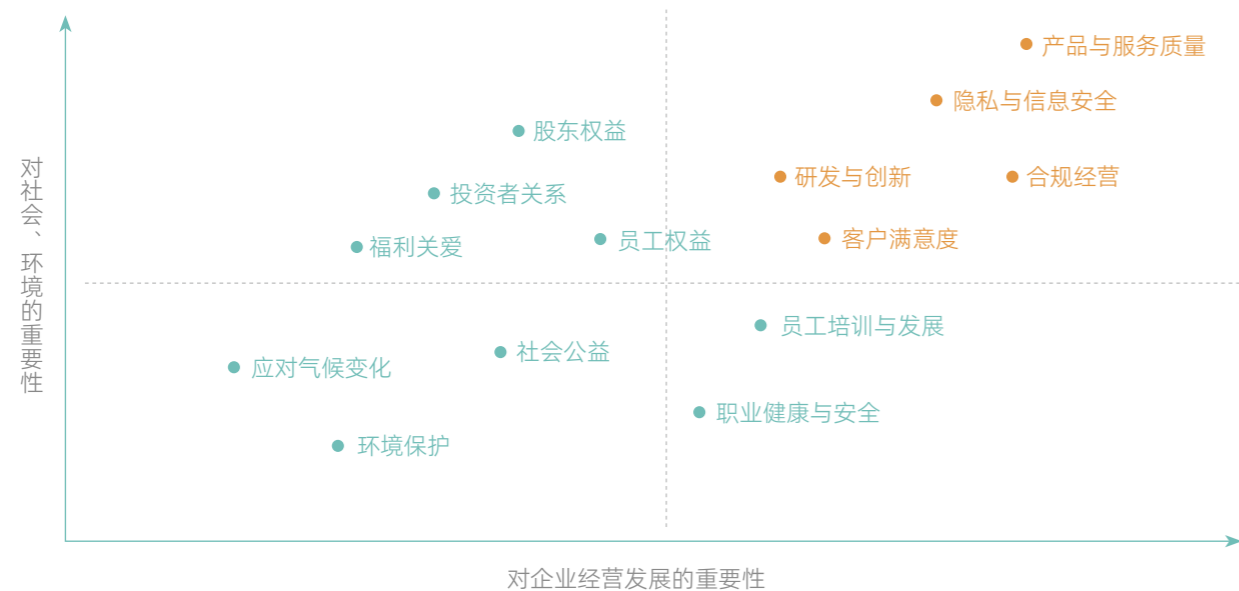 产品与服务质量
隐私与信息安全
股东权益
研发与创新
合规经营
投资者关系
福利关爱
员工权益
客户满意度
对社会、环境的重要性
员工培训与发展
社会公益
应对气候变化
职业健康与安全
环境保护
对企业经营发展的重要性